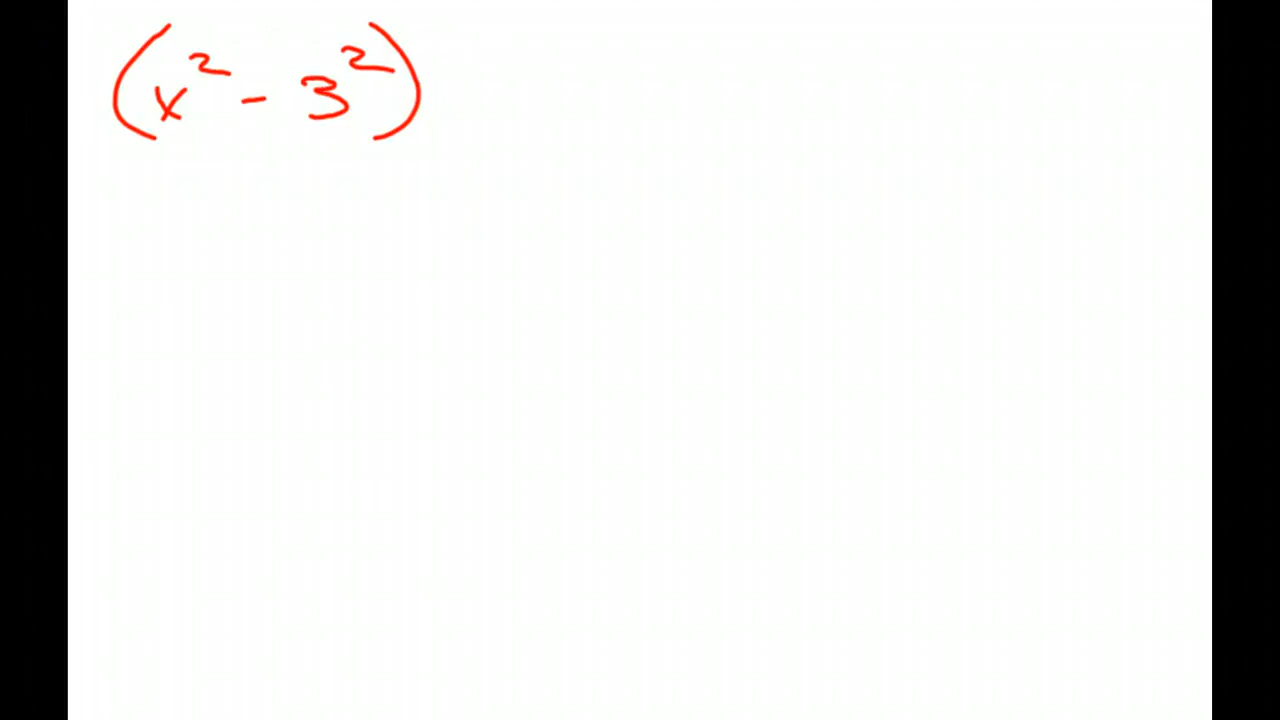 (x² - 3²)